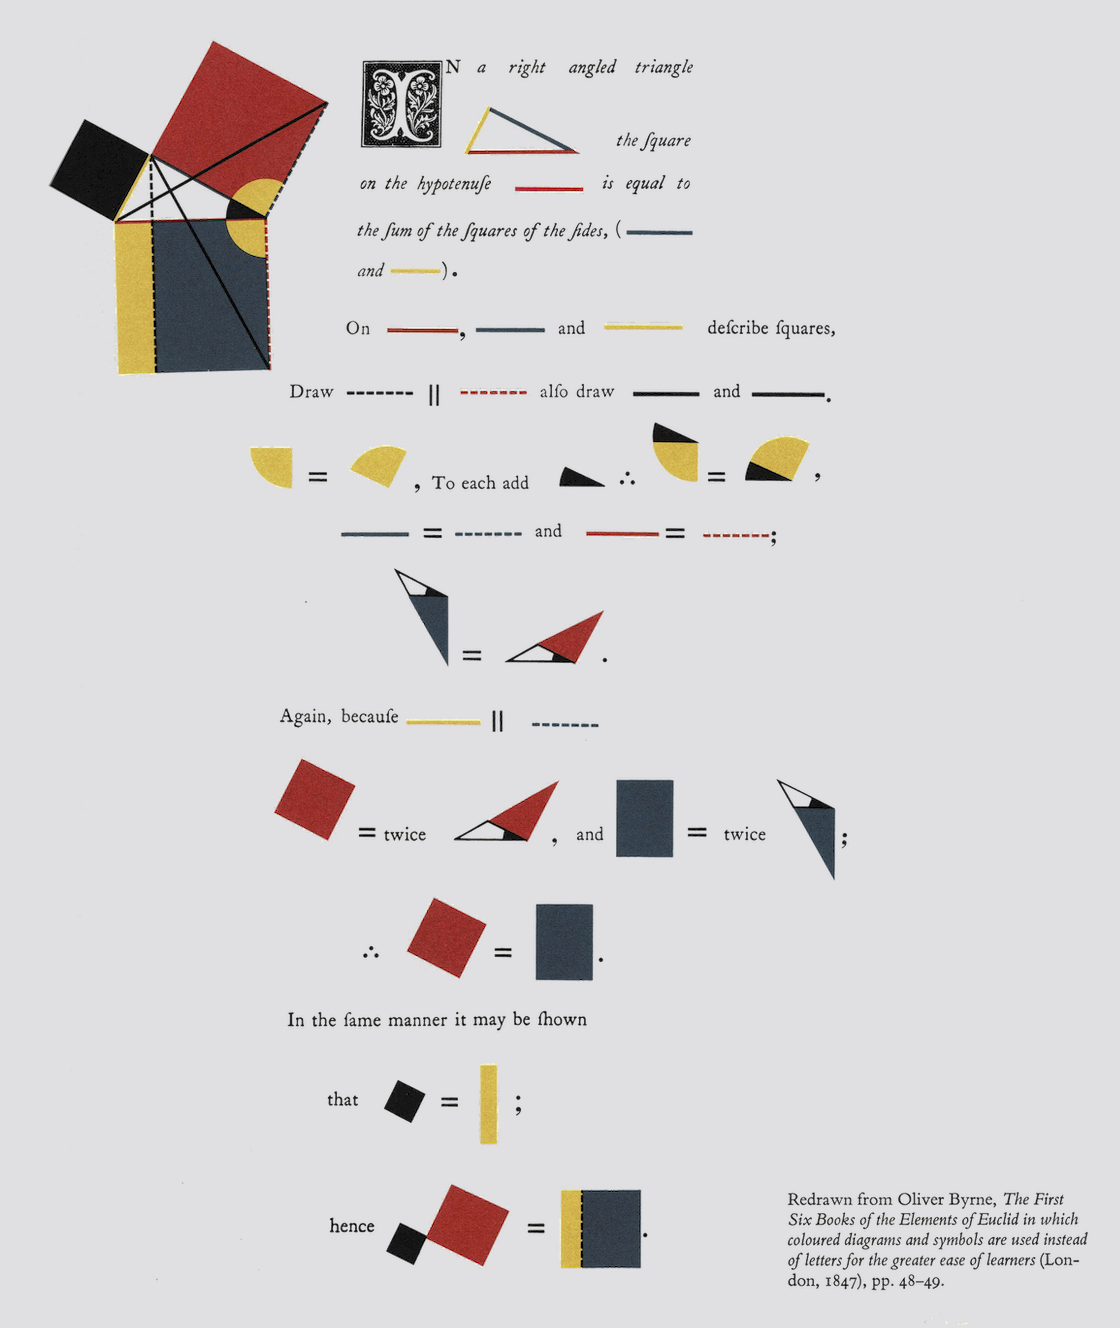 IN a right angled triangle
the ſquare
on the hypotenuſe is equal to
the ſum of the ſquares of the ſides, (
and ).
On , and deſcribe ſquares,
Draw || alſo draw and .
= , To each add ∴ = ,
= and = ;
= .
Again, becauſe ||
= twice , and = twice ;
∴ = .
In the ſame manner it may be ſhown
that = ;
hence = .
Redrawn from Oliver Byrne, The First
Six Books of the Elements of Euclid in which
coloured diagrams and symbols are used instead
of letters for the greater ease of learners (Lon-
don, 1847), pp. 48–49.